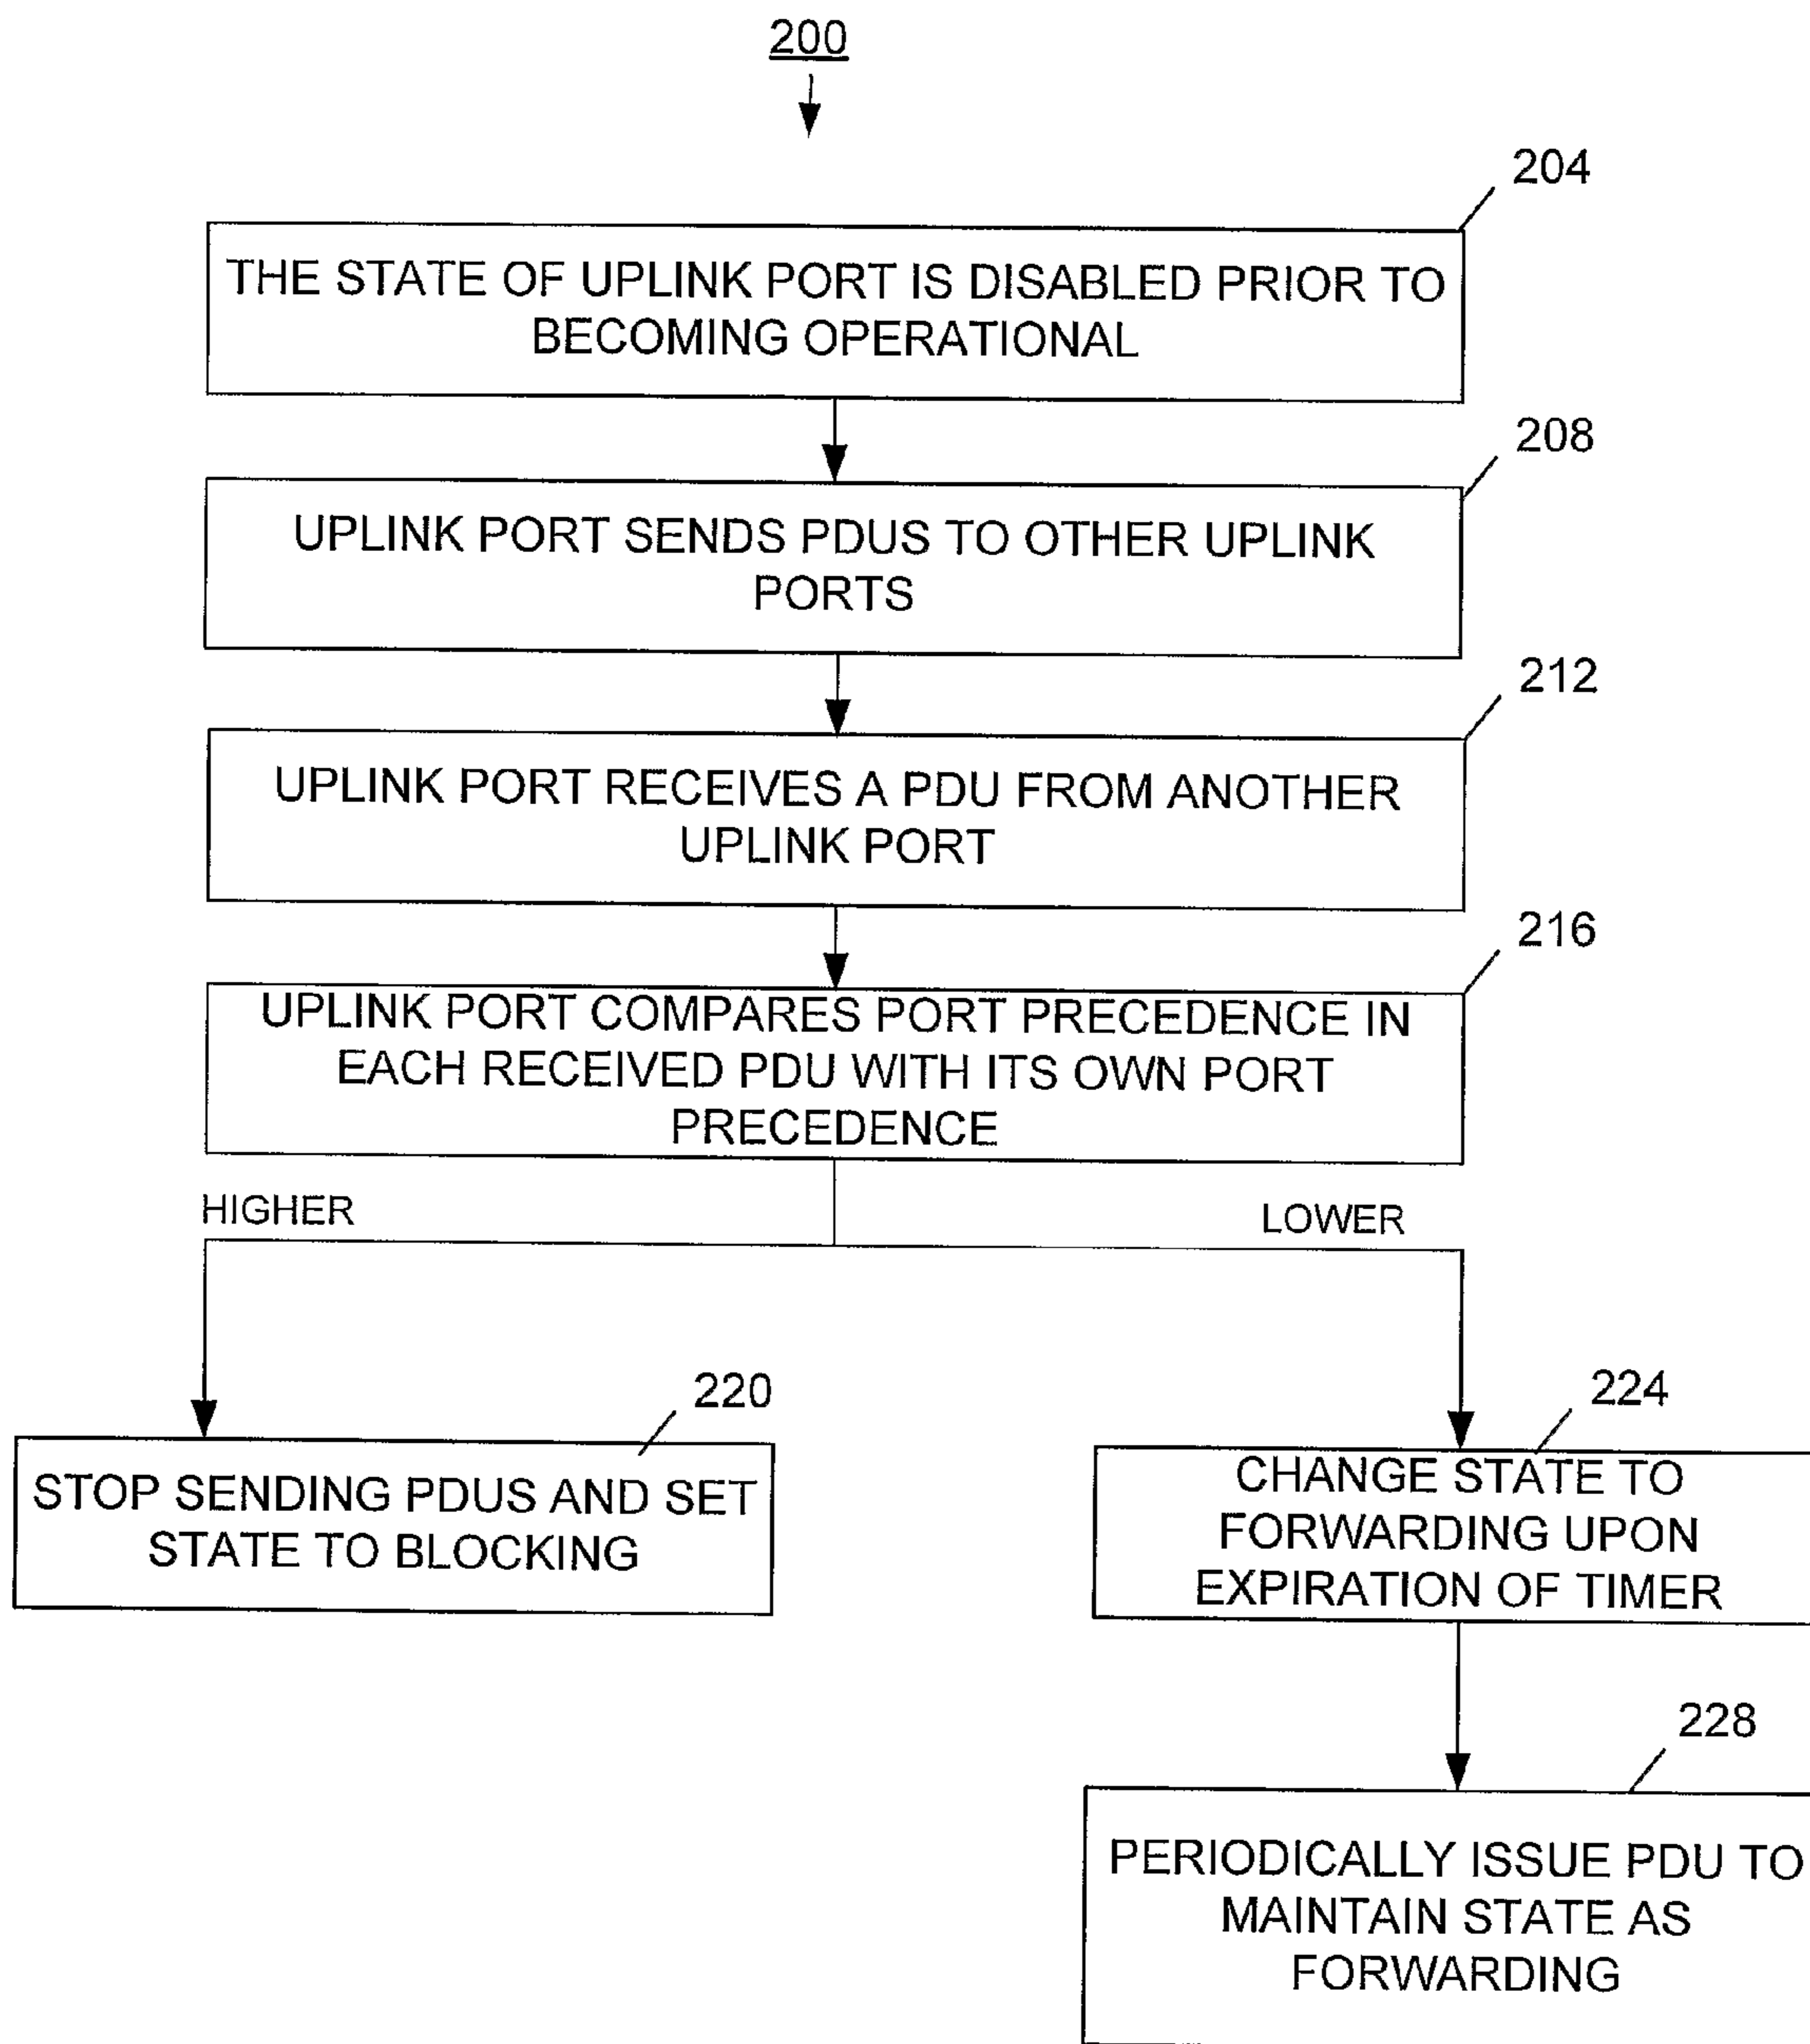 200
204
THE STATE OF UPLINK PORT IS DISABLED PRIOR TO
BECOMING OPERATIONAL
208
UPLINK PORT SENDS PDUS TO OTHER UPLINK
PORTS
212
UPLINK PORT RECEIVES A PDU FROM ANOTHER
UPLINK PORT
216
UPLINK PORT COMPARES PORT PRECEDENCE IN
EACH RECEIVED PDU WITH ITS OWN PORT
PRECEDENCE
HIGHER
LOWER
220
STOP SENDING PDUS AND SET
STATE TO BLOCKING
224
CHANGE STATE TO
FORWARDING UPON
EXPIRATION OF TIMER
228
PERIODICALLY ISSUE PDU TO
MAINTAIN STATE AS
FORWARDING